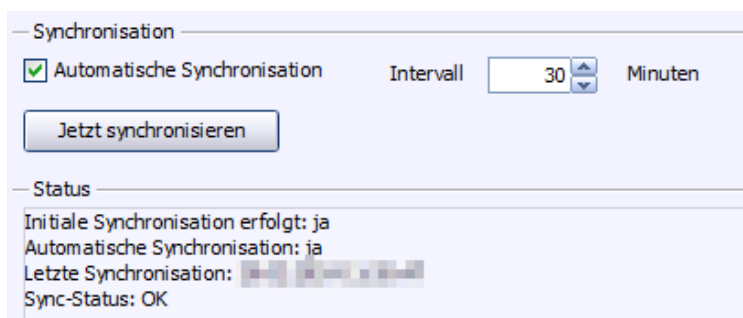 Synchronisation
Automatische Synchronisation Intervall 30 Minuten
Jetzt synchronisieren
Status
Initiale Synchronisation erfolgt: ja
Automatische Synchronisation: ja
Letzte Synchronisation:
Sync-Status: OK